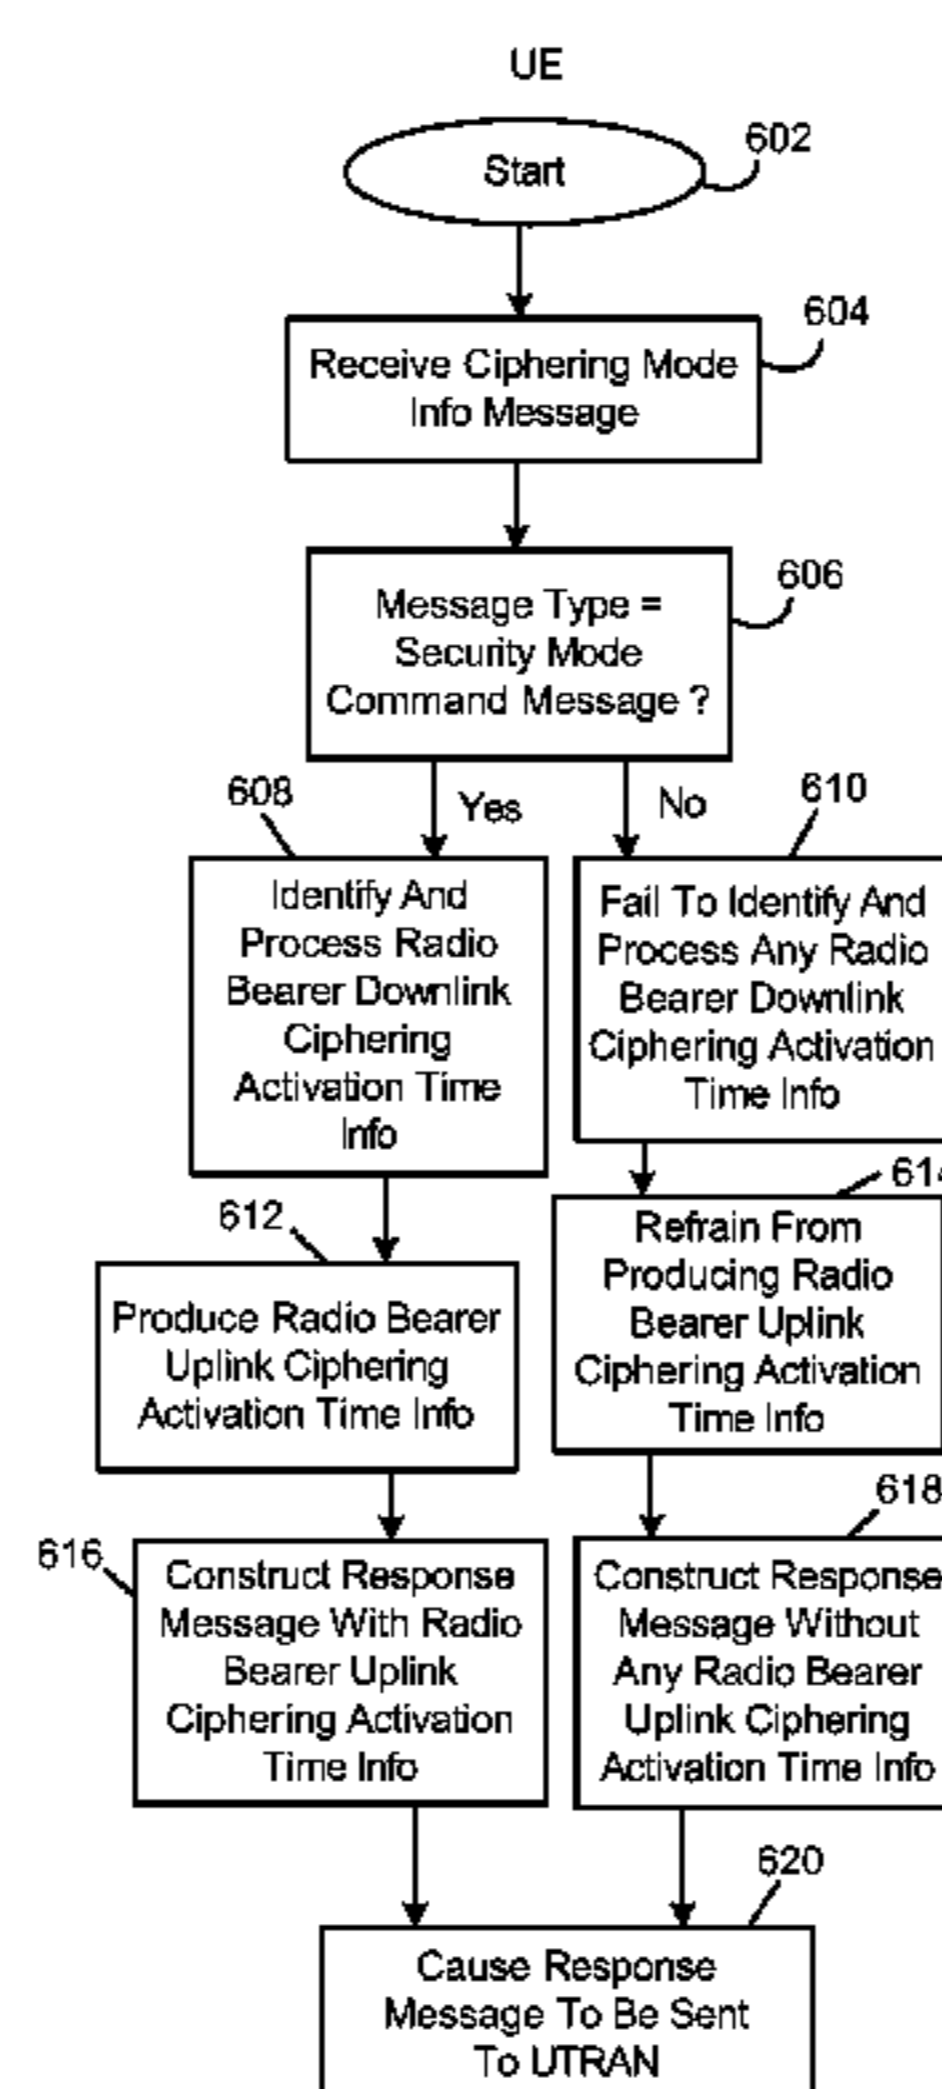 UE
Start
602
604
Receive Ciphering Mode
Info Message
606
Message Type =
Security Mode
Command Message ?
608
Yes
No
610
Identify And
Process Radio
Bearer Downlink
Ciphering
Activation Time
Info
Fail To Identify And
Process Any Radio
Bearer Downlink
Ciphering Activation
Time Info
612
614
Produce Radio Bearer
Uplink Ciphering
Activation Time Info
Refrain From
Producing Radio
Bearer Uplink
Ciphering Activation
Time Info
616
618
Construct Response
Message With Radio
Bearer Uplink
Ciphering Activation
Time Info
Construct Response
Message Without
Any Radio Bearer
Uplink Ciphering
Activation Time Info
620
Cause Response
Message To Be Sent
To UTRAN